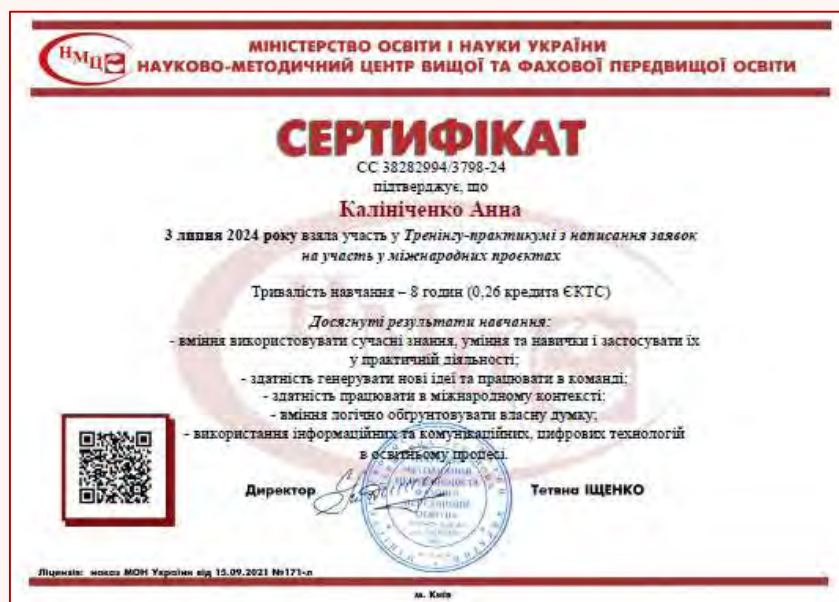 НМЦ
МІНІСТЕРСТВО ОСВІТИ І НАУКИ УКРАЇНИ
НАУКОВО-МЕТОДИЧНИЙ ЦЕНТР ВИЩОЇ ТА ФАХОВОЇ ПЕРЕДВИЩОЇ ОСВІТИ
СЕРТИФІКАТ
СС 38282994/3798-24
підтверджує, що
Калініченко Анна
3 липня 2024 року взяла участь у Тренінгу-практикумі з написання заявок
на участь у міжнародних проєктах
Тривалість навчання – 8 годин (0,26 кредита ЄКТС)
Досягнуті результати навчання:
- вміння використовувати сучасні знання, уміння та навички і застосувати їх
у практичній діяльності;
- здатність генерувати нові ідеї та працювати в команді;
- здатність працювати в міжнародному контексті;
- вміння логічно обґрунтовувати власну думку;
- використання інформаційних та комунікаційних, цифрових технологій
в освітньому процесі.
Директор
Тетяна ІЩЕНКО
Ліцензія: наказ МОН України від 15.09.2021 №171-л
м. Київ